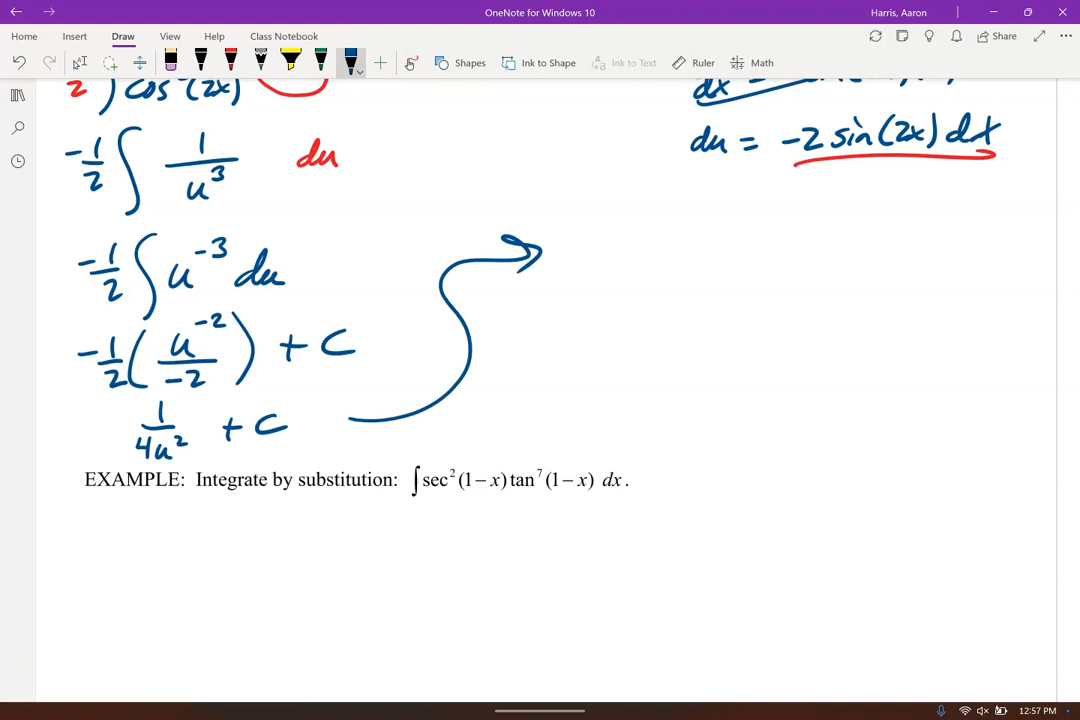 OneNote for Windows 10
Harris, Aaron
Home Insert Draw View Help Class Notebook
Share
Shapes Ink to Shape Ink to Text Ruler Math
2 ∫ cos (2x)
dx
-1/2 ∫ 1/u³ du
du = -2 sin(2x) dx
-1/2 ∫ u⁻³ du
-1/2 ( u⁻² / -2 ) + C
1/4u² + C
EXAMPLE: Integrate by substitution: ∫ sec² (1 – x) tan⁷ (1 – x) dx .
12:57 PM